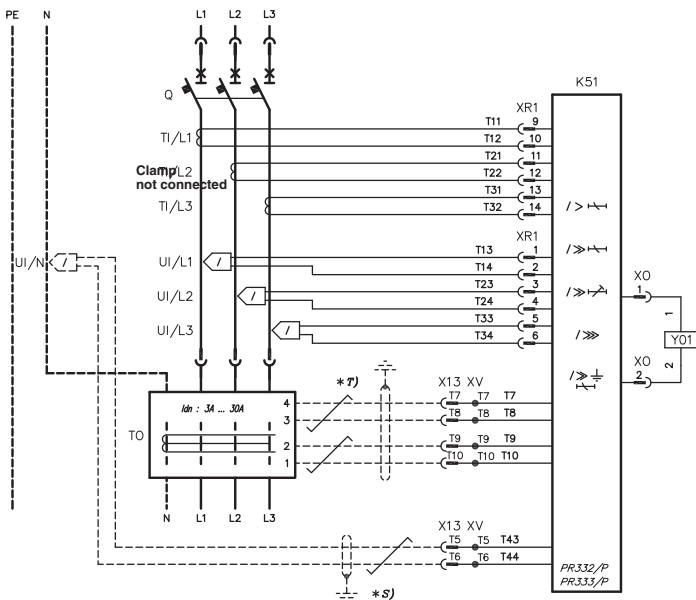 PE N L1 L2 L3
K51
Q
XR1
T11 9
TI/L1 T12 10
T21 11
Clamp
TI/L2
not connected
T22 12
T31 13
TI/L3 T32 14
I >
XR1
UI/N I UI/L1 I T13 1 I >>
T14 2
XO
UI/L2 I T23 3 I >> 1
T24 4
1
UI/L3 I T33 5 I >>>
T34 6
Y01
2
XO
2
I >>
*T) X13 XV
Idn : 3A ... 30A 4 T7 T7 T7
3 T8 T8 T8
TO
2 T9 T9 T9
1 T10 T10 T10
N L1 L2 L3
X13 XV
T5 T5 T43
T6 T6 T44
*S)
PR332/P
PR333/P